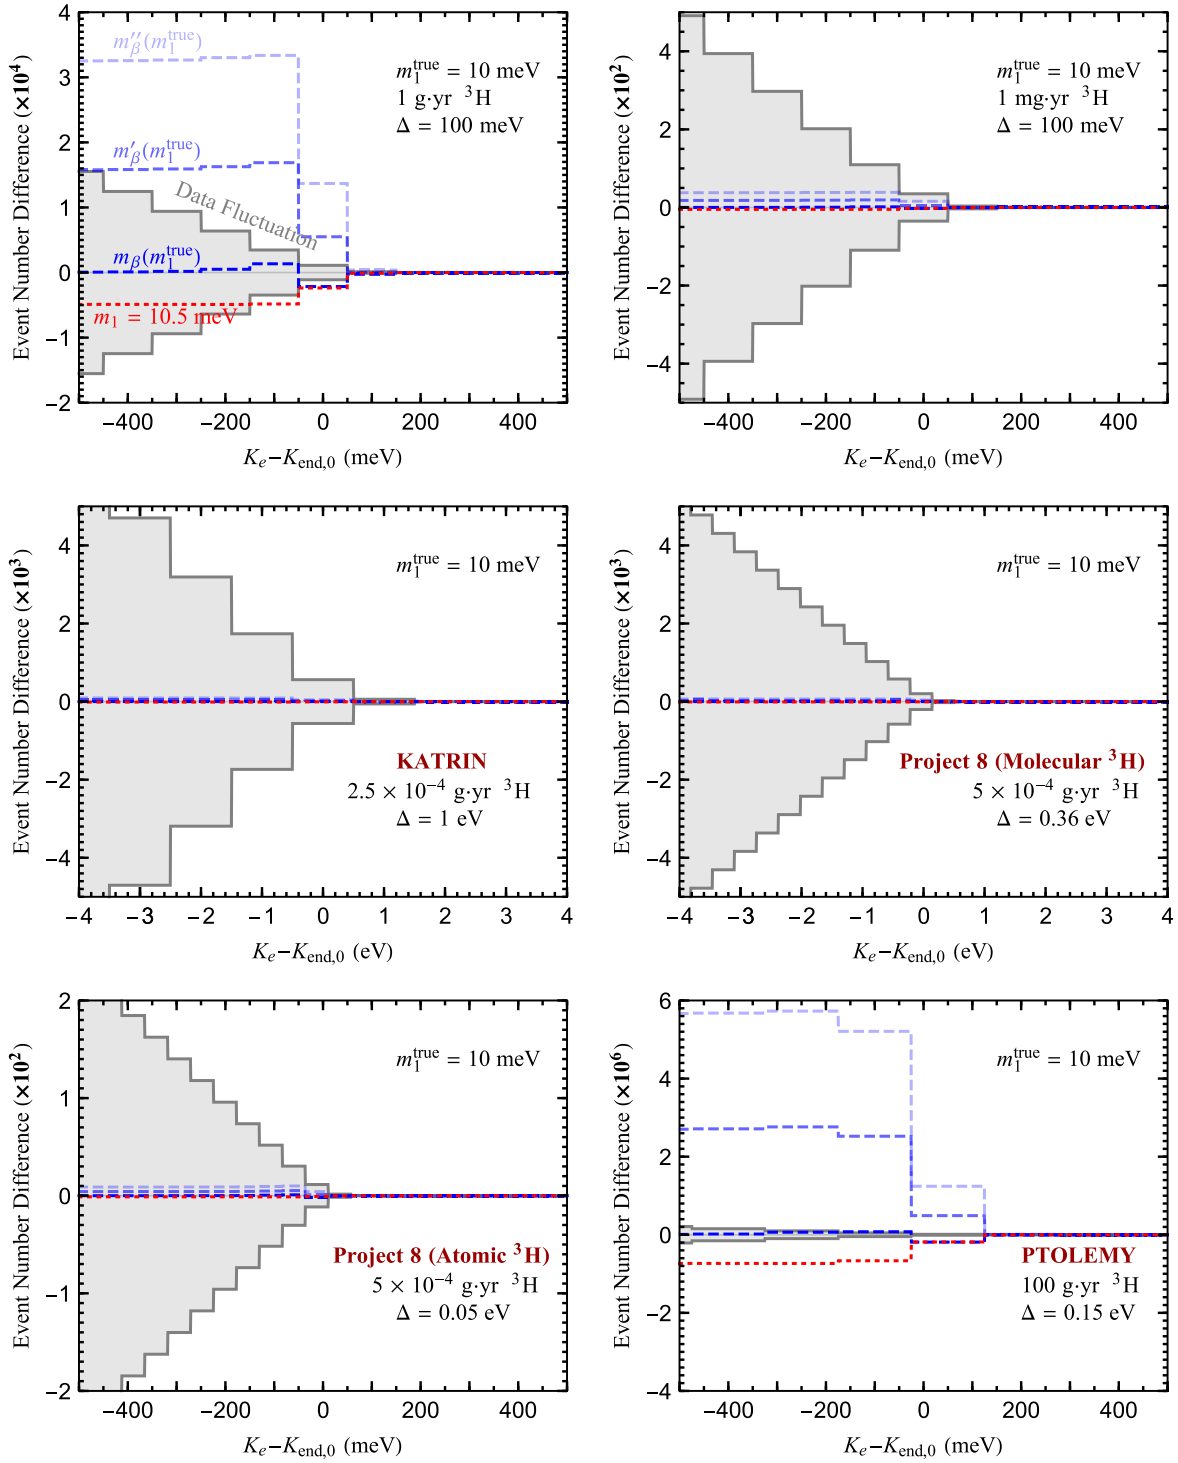 Event Number Difference (×10⁴)
4
3
2
1
0
−1
−2
m″β(m₁ᵗʳᵘᵉ)
m′β(m₁ᵗʳᵘᵉ)
Data Fluctuation
mβ(m₁ᵗʳᵘᵉ)
m₁ = 10.5 meV
m₁ᵗʳᵘᵉ = 10 meV
1 g·yr ³H
Δ = 100 meV
−400 −200 0 200 400
Kₑ−K_end,0 (meV)
Event Number Difference (×10²)
4
2
0
−2
−4
m₁ᵗʳᵘᵉ = 10 meV
1 mg·yr ³H
Δ = 100 meV
−400 −200 0 200 400
Kₑ−K_end,0 (meV)
Event Number Difference (×10³)
4
2
0
−2
−4
m₁ᵗʳᵘᵉ = 10 meV
KATRIN
2.5 × 10⁻⁴ g·yr ³H
Δ = 1 eV
−4 −3 −2 −1 0 1 2 3 4
Kₑ−K_end,0 (eV)
Event Number Difference (×10³)
4
2
0
−2
−4
m₁ᵗʳᵘᵉ = 10 meV
Project 8 (Molecular ³H)
5 × 10⁻⁴ g·yr ³H
Δ = 0.36 eV
−4 −3 −2 −1 0 1 2 3 4
Kₑ−K_end,0 (eV)
Event Number Difference (×10²)
2
1
0
−1
−2
m₁ᵗʳᵘᵉ = 10 meV
Project 8 (Atomic ³H)
5 × 10⁻⁴ g·yr ³H
Δ = 0.05 eV
−400 −200 0 200 400
Kₑ−K_end,0 (meV)
Event Number Difference (×10⁶)
6
4
2
0
−2
−4
m₁ᵗʳᵘᵉ = 10 meV
PTOLEMY
100 g·yr ³H
Δ = 0.15 eV
−400 −200 0 200 400
Kₑ−K_end,0 (meV)